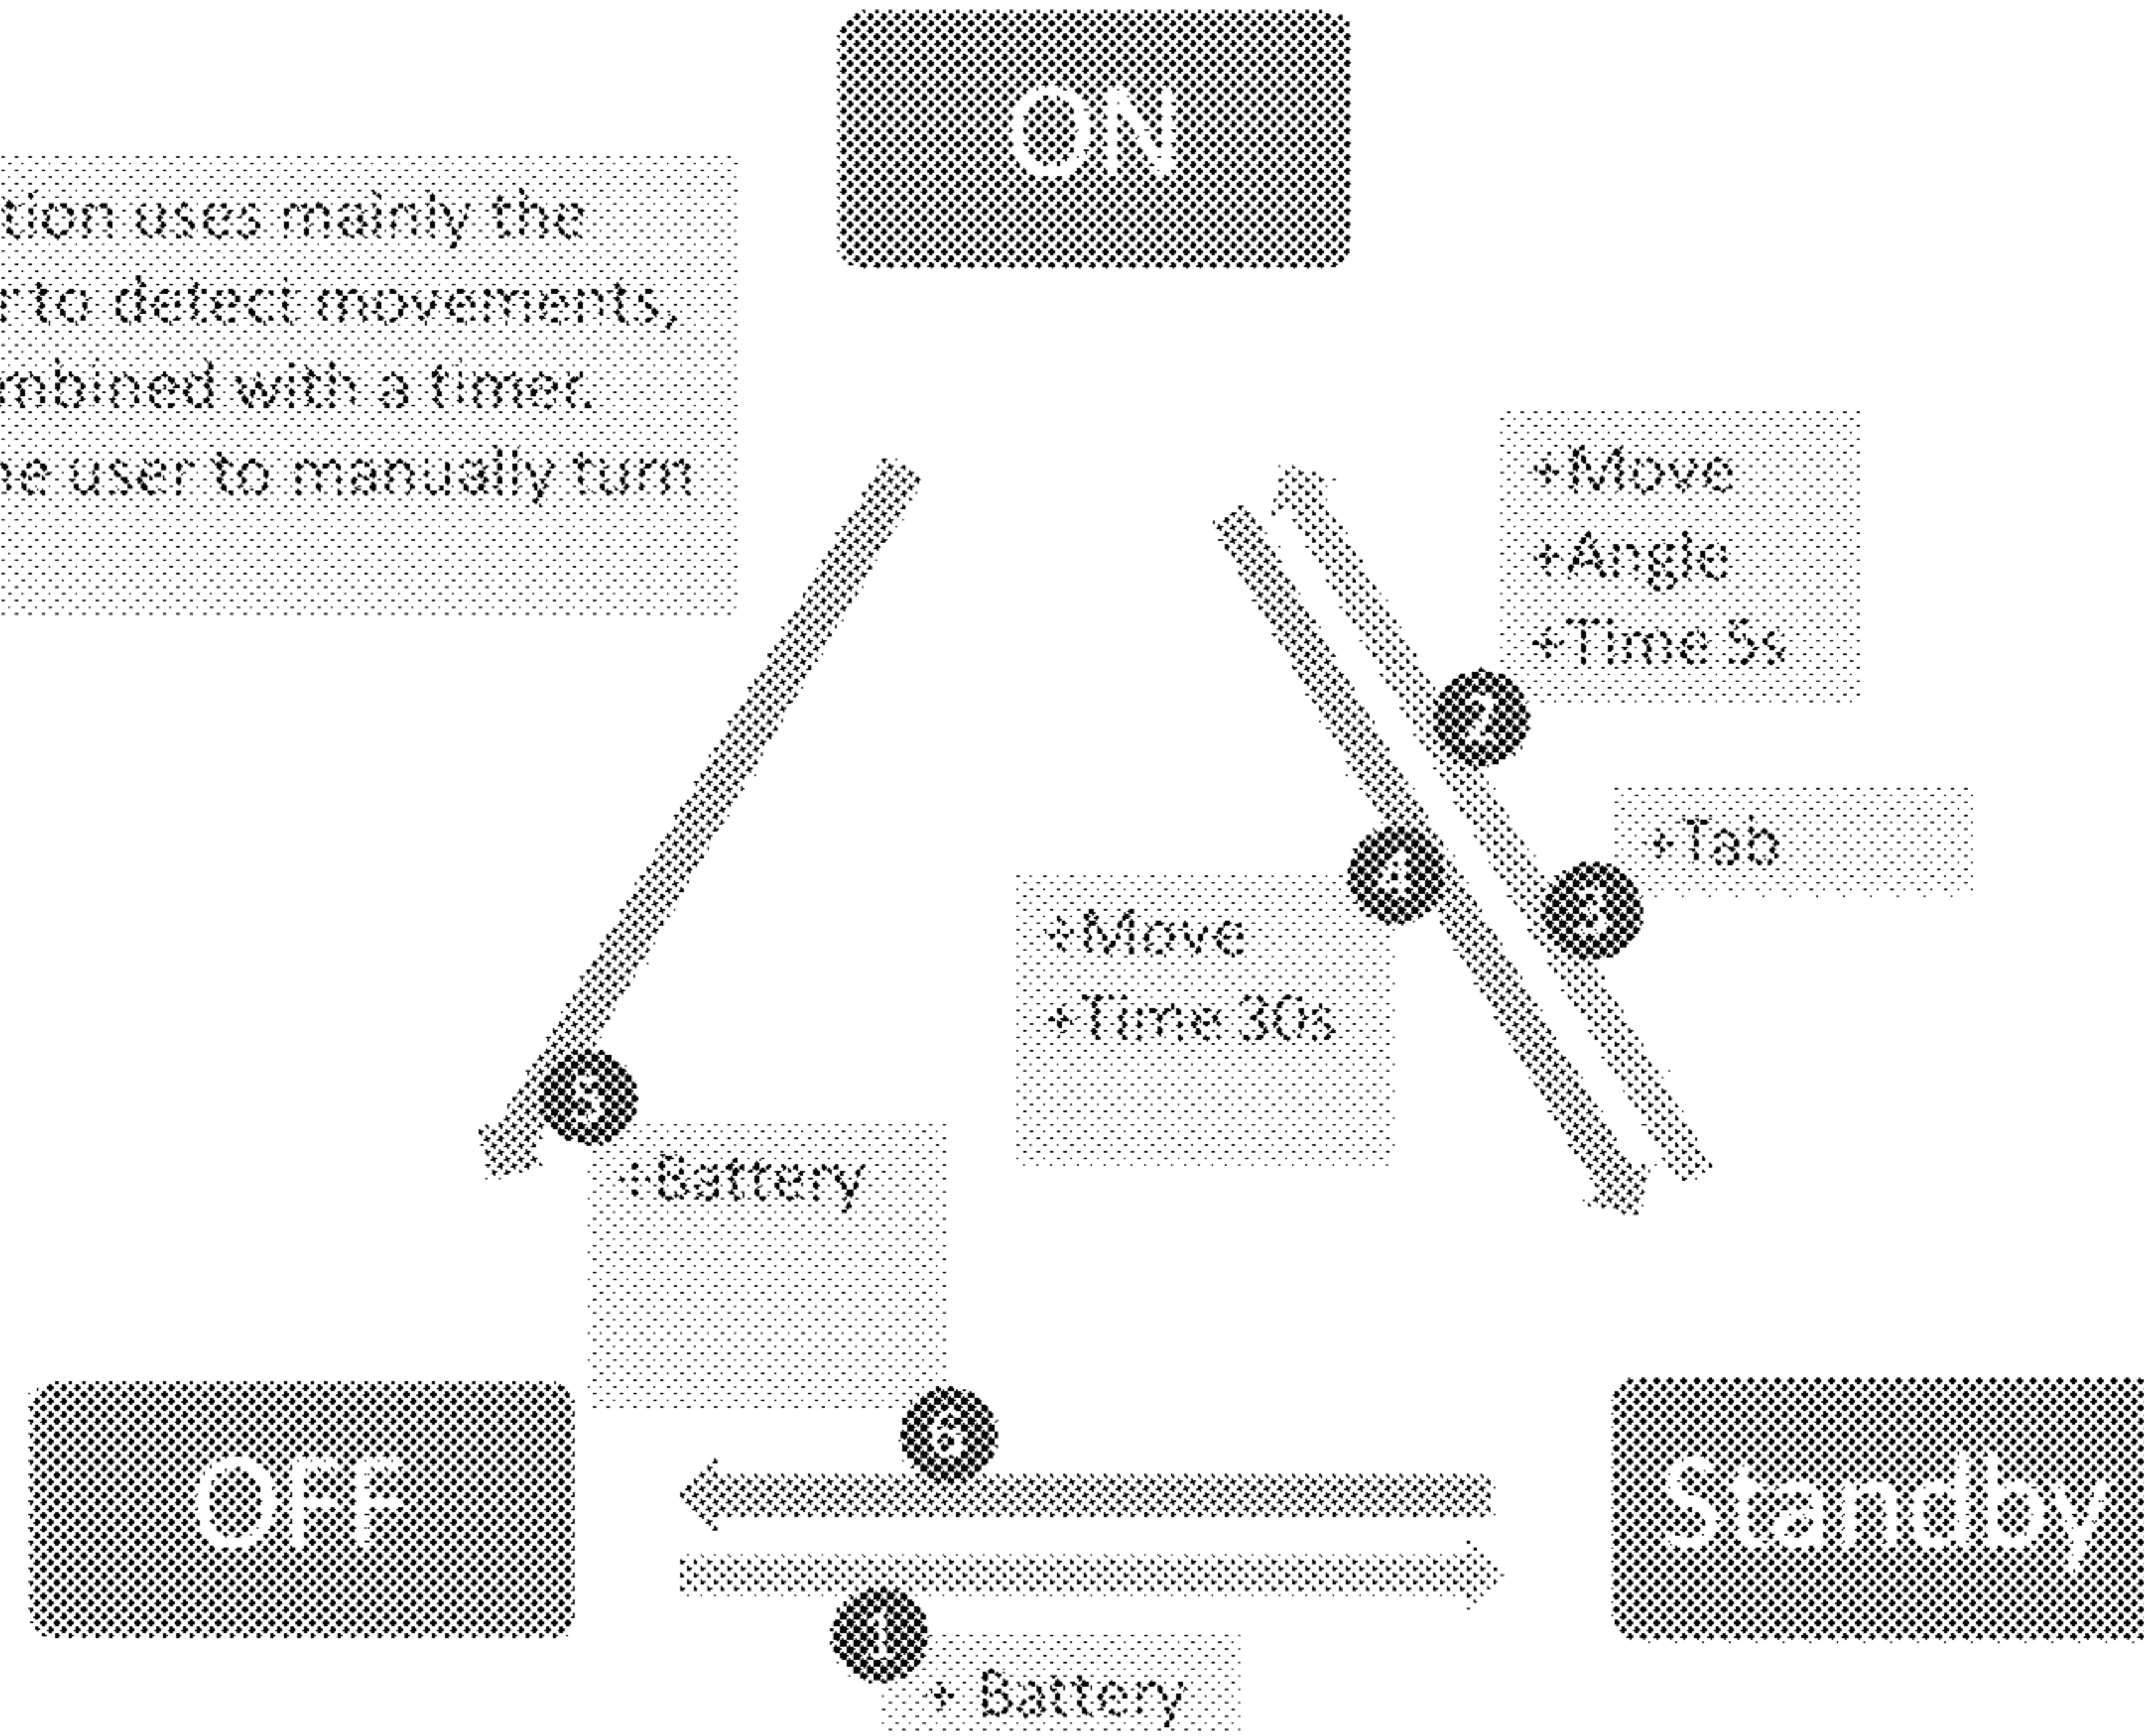 ON
tion uses mainly the
r to detect movements,
mbined with a timer.
ne user to manually turn
+Move
+Angle
+Time 5s
2
+Tab
4
3
+Move
+Time 30s
5
+Battery
6
OFF
Standby
1
+ Battery